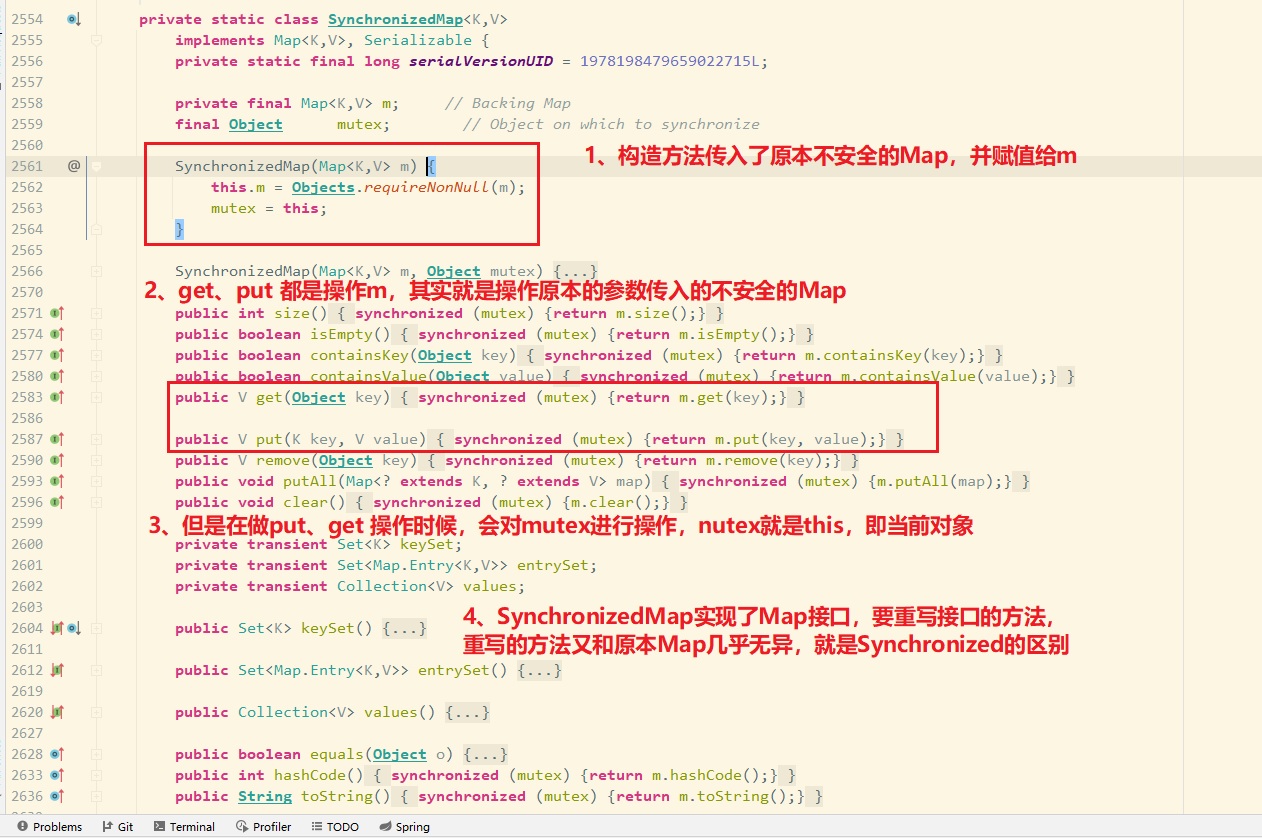 2554 private static class SynchronizedMap<K,V>
2555 implements Map<K,V>, Serializable {
2556 private static final long serialVersionUID = 1978198479659022715L;
2557
2558 private final Map<K,V> m; // Backing Map
2559 final Object mutex; // Object on which to synchronize
2560
1、构造方法传入了原本不安全的Map，并赋值给m
2561 @ SynchronizedMap(Map<K,V> m) {
2562 this.m = Objects.requireNonNull(m);
2563 mutex = this;
2564 }
2565
2566 SynchronizedMap(Map<K,V> m, Object mutex) {...}
2570
2、get、put 都是操作m，其实就是操作原本的参数传入的不安全的Map
2571 public int size() { synchronized (mutex) {return m.size();} }
2574 public boolean isEmpty() { synchronized (mutex) {return m.isEmpty();} }
2577 public boolean containsKey(Object key) { synchronized (mutex) {return m.containsKey(key);} }
2580 public boolean containsValue(Object value) { synchronized (mutex) {return m.containsValue(value);} }
2583 public V get(Object key) { synchronized (mutex) {return m.get(key);} }
2586
2587 public V put(K key, V value) { synchronized (mutex) {return m.put(key, value);} }
2590 public V remove(Object key) { synchronized (mutex) {return m.remove(key);} }
2593 public void putAll(Map<? extends K, ? extends V> map) { synchronized (mutex) {m.putAll(map);} }
2596 public void clear() { synchronized (mutex) {m.clear();} }
2599
3、但是在做put、get 操作时候，会对mutex进行操作，nutex就是this，即当前对象
2600 private transient Set<K> keySet;
2601 private transient Set<Map.Entry<K,V>> entrySet;
2602 private transient Collection<V> values;
2603
2604 public Set<K> keySet() {...}
4、SynchronizedMap实现了Map接口，要重写接口的方法，
重写的方法又和原本Map几乎无异，就是Synchronized的区别
2611
2612 public Set<Map.Entry<K,V>> entrySet() {...}
2619
2620 public Collection<V> values() {...}
2627
2628 public boolean equals(Object o) {...}
2633 public int hashCode() { synchronized (mutex) {return m.hashCode();} }
2636 public String toString() { synchronized (mutex) {return m.toString();} }
Problems Git Terminal Profiler TODO Spring